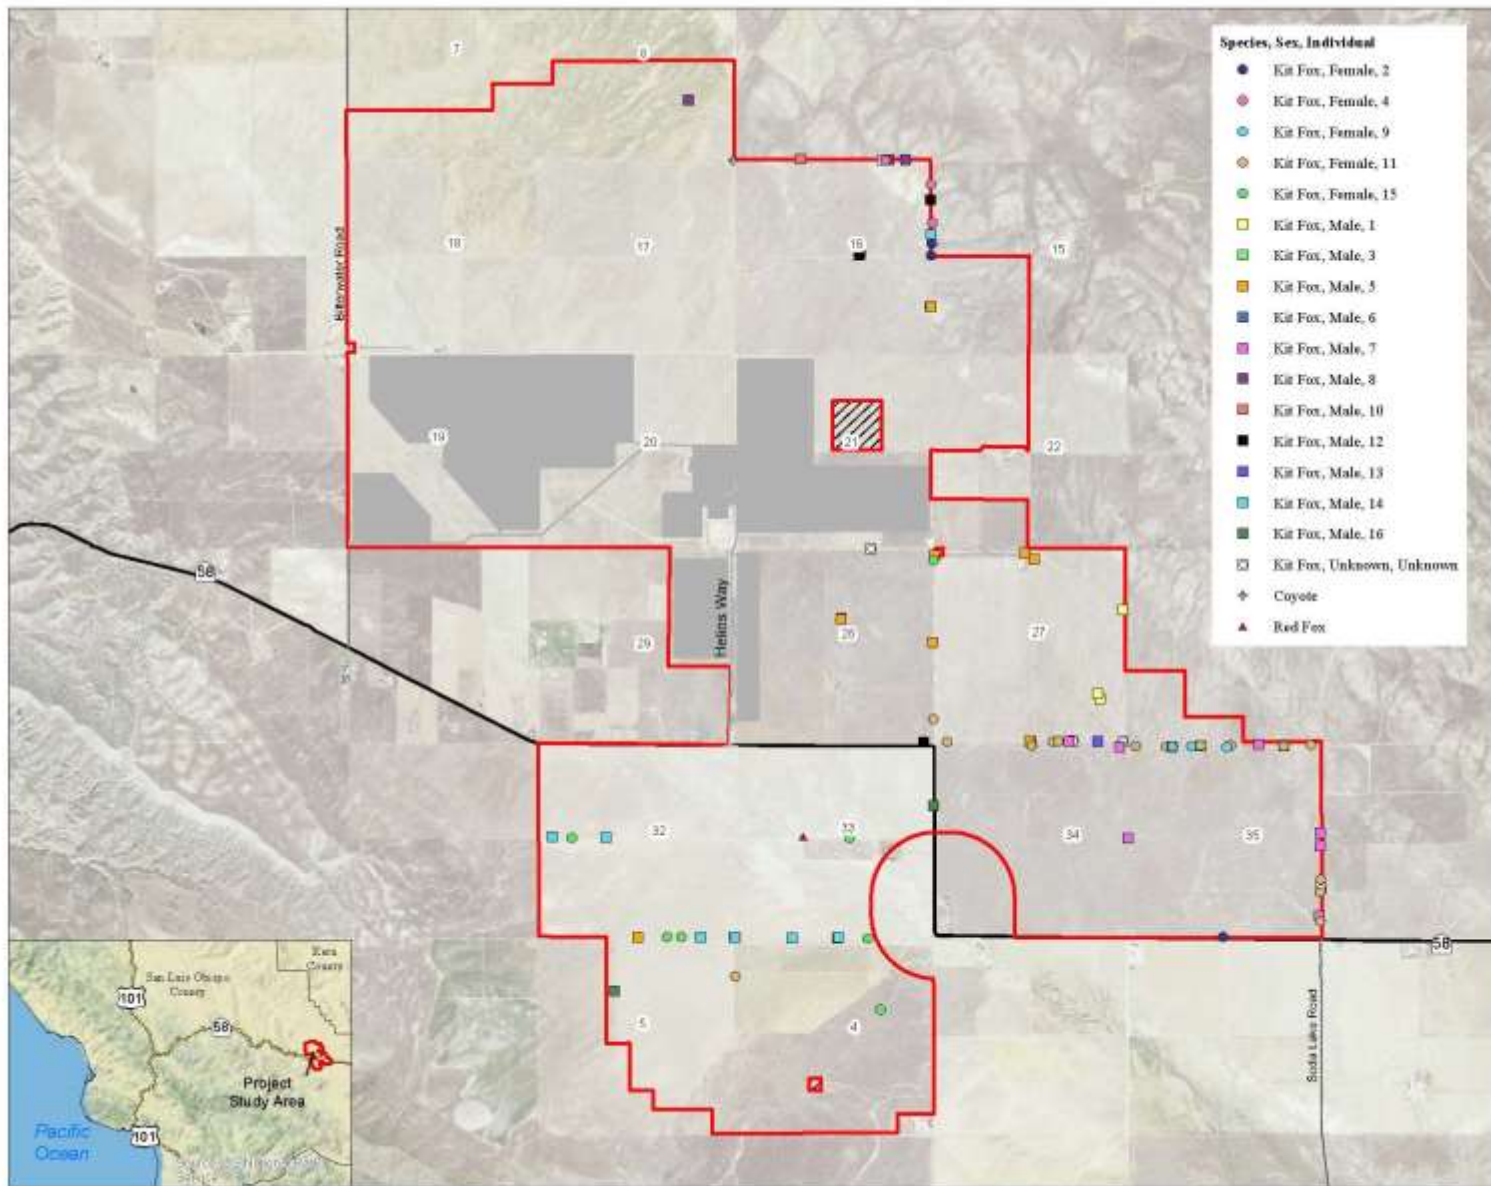 Species, Sex, Individual
Kit Fox, Female, 2
Kit Fox, Female, 4
Kit Fox, Female, 9
Kit Fox, Female, 11
Kit Fox, Female, 15
Kit Fox, Male, 1
Kit Fox, Male, 3
Kit Fox, Male, 5
Kit Fox, Male, 6
Kit Fox, Male, 7
Kit Fox, Male, 8
Kit Fox, Male, 10
Kit Fox, Male, 12
Kit Fox, Male, 13
Kit Fox, Male, 14
Kit Fox, Male, 16
Kit Fox, Unknown, Unknown
Coyote
Red Fox
7
18
17
16
15
Bitterwater Road
19
20
21
22
58
Helios Way
29
26
27
31
32
33
34
35
58
5
4
Soda Lake Road
Kern
County
San Luis Obispo
County
101
58
Project
Study Area
101
Pacific
Ocean